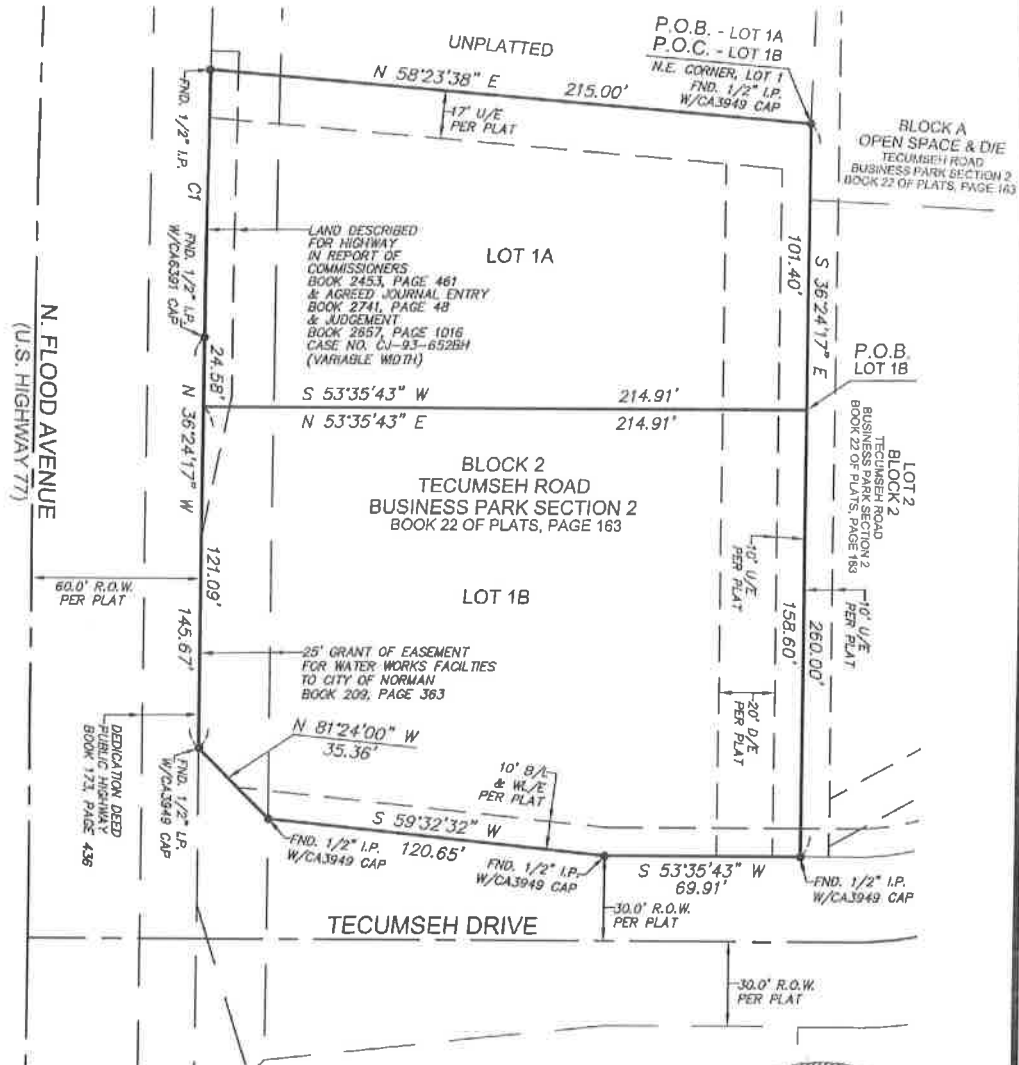 UNPLATTED
P.O.B. - LOT 1A
P.O.C. - LOT 1B
N.E. CORNER, LOT 1
FND. 1/2" I.P.
W/CA3949 CAP
N 58°23'38" E 215.00'
17' U/E
PER PLAT
BLOCK A
OPEN SPACE & D/E
TECUMSEH ROAD
BUSINESS PARK SECTION 2
BOOK 22 OF PLATS, PAGE 163
FND. 1/2" I.P.
C1
FND. 1/2" I.P.
W/CA6391 CAP
LAND DESCRIBED
FOR HIGHWAY
IN REPORT OF
COMMISSIONERS
BOOK 2453, PAGE 461
& AGREED JOURNAL ENTRY
BOOK 2741, PAGE 48
& JUDGEMENT
BOOK 2657, PAGE 1016
CASE NO. CJ-93-652BH
(VARIABLE WIDTH)
LOT 1A
101.40'
S 36°24'17" E
P.O.B.
LOT 1B
N. FLOOD AVENUE
(U.S. HIGHWAY 77)
24.58'
N 36°24'17" W
S 53°35'43" W 214.91'
N 53°35'43" E 214.91'
BLOCK 2
TECUMSEH ROAD
BUSINESS PARK SECTION 2
BOOK 22 OF PLATS, PAGE 163
LOT 2
BLOCK 2
TECUMSEH ROAD
BUSINESS PARK SECTION 2
BOOK 22 OF PLATS, PAGE 163
121.09'
145.67'
60.0' R.O.W.
PER PLAT
LOT 1B
10' U/E
PER PLAT
158.60'
260.00'
10' U/E
PER PLAT
25' GRANT OF EASEMENT
FOR WATER WORKS FACILTIES
TO CITY OF NORMAN
BOOK 209, PAGE 363
20' D/E
PER PLAT
N 81°24'00" W
35.36'
DEDICATION DEED
PUBLIC HIGHWAY
BOOK 173, PAGE 436
FND. 1/2" I.P.
W/CA3949 CAP
10' B/L
& WL/E
PER PLAT
S 59°32'32" W
120.65'
FND. 1/2" I.P.
W/CA3949 CAP
FND. 1/2" I.P.
W/CA3949 CAP
S 53°35'43" W
69.91'
FND. 1/2" I.P.
W/CA3949 CAP
30.0' R.O.W.
PER PLAT
TECUMSEH DRIVE
30.0' R.O.W.
PER PLAT